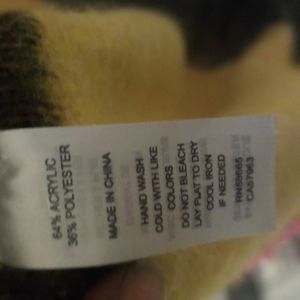 64% ACRYLIC
36% POLYESTER
MADE IN CHINA
HAND WASH
COLD WITH LIKE
COLORS
DO NOT BLEACH
LAY FLAT TO DRY
COOL IRON
IF NEEDED
CA57963